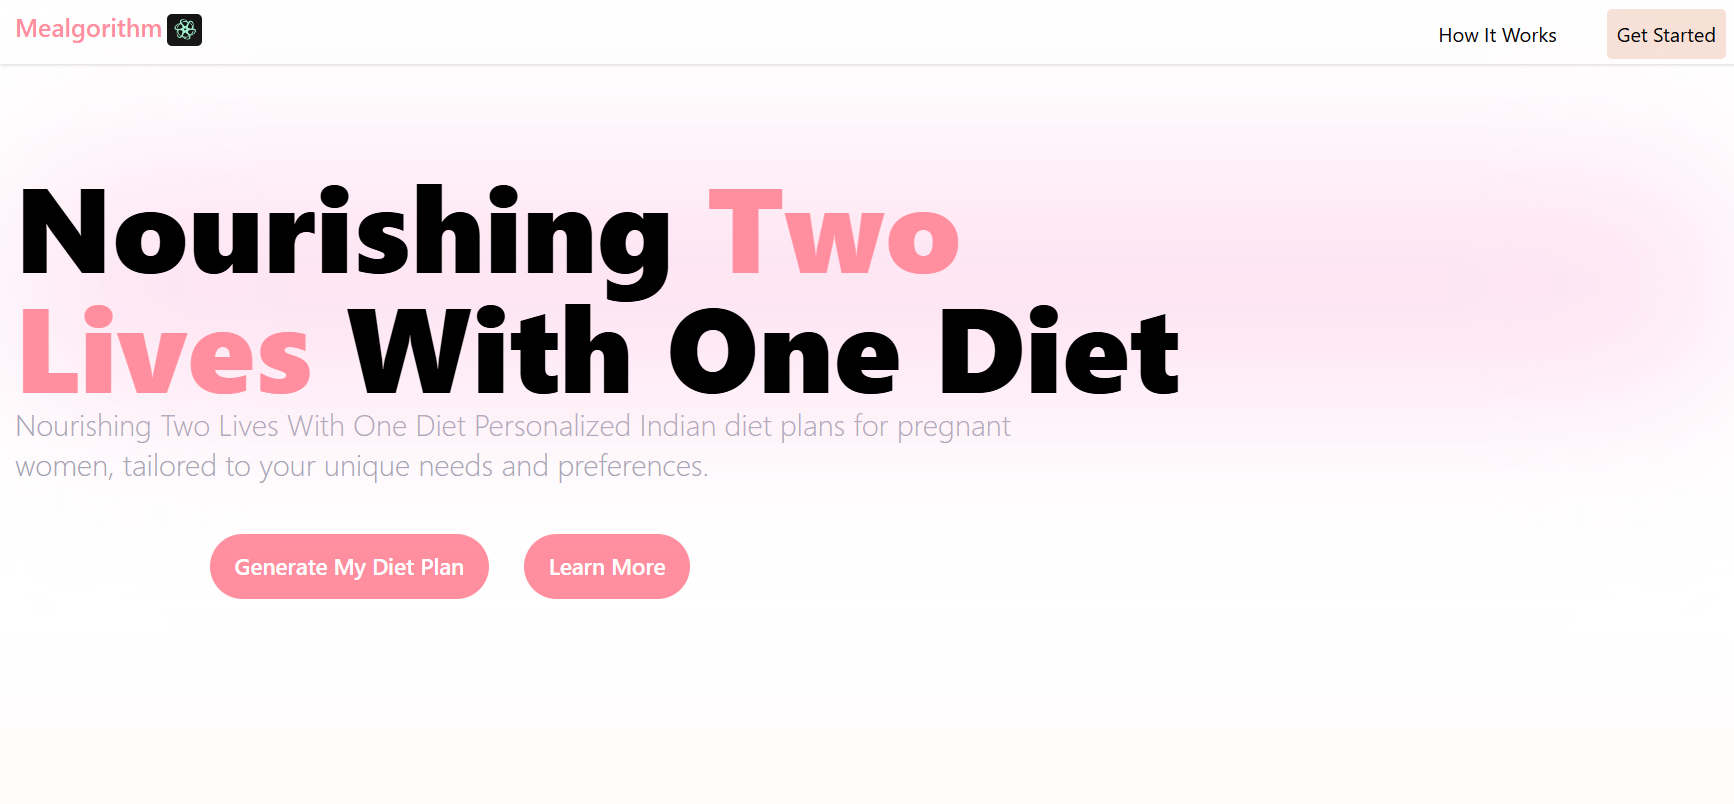 Mealgorithm
How It Works
Get Started
Nourishing Two
Lives With One Diet
Nourishing Two Lives With One Diet Personalized Indian diet plans for pregnant
women, tailored to your unique needs and preferences.
Generate My Diet Plan
Learn More